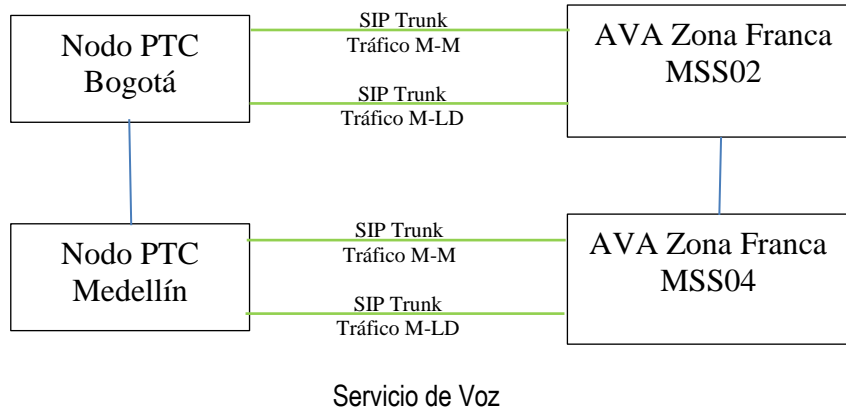 Nodo PTC
Bogotá
SIP Trunk
Tráfico M-M
SIP Trunk
Tráfico M-LD
AVA Zona Franca
MSS02
Nodo PTC
Medellín
SIP Trunk
Tráfico M-M
SIP Trunk
Tráfico M-LD
AVA Zona Franca
MSS04
Servicio de Voz